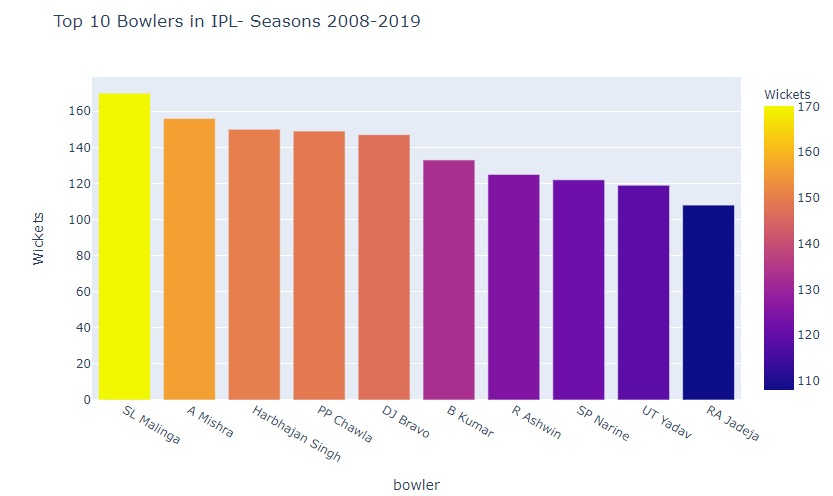 Top 10 Bowlers in IPL- Seasons 2008-2019
Wickets
170
160
150
140
130
120
110
Wickets
160
140
120
100
80
60
40
20
0
SL Malinga
A Mishra
Harbhajan Singh
PP Chawla
DJ Bravo
B Kumar
R Ashwin
SP Narine
UT Yadav
RA Jadeja
bowler